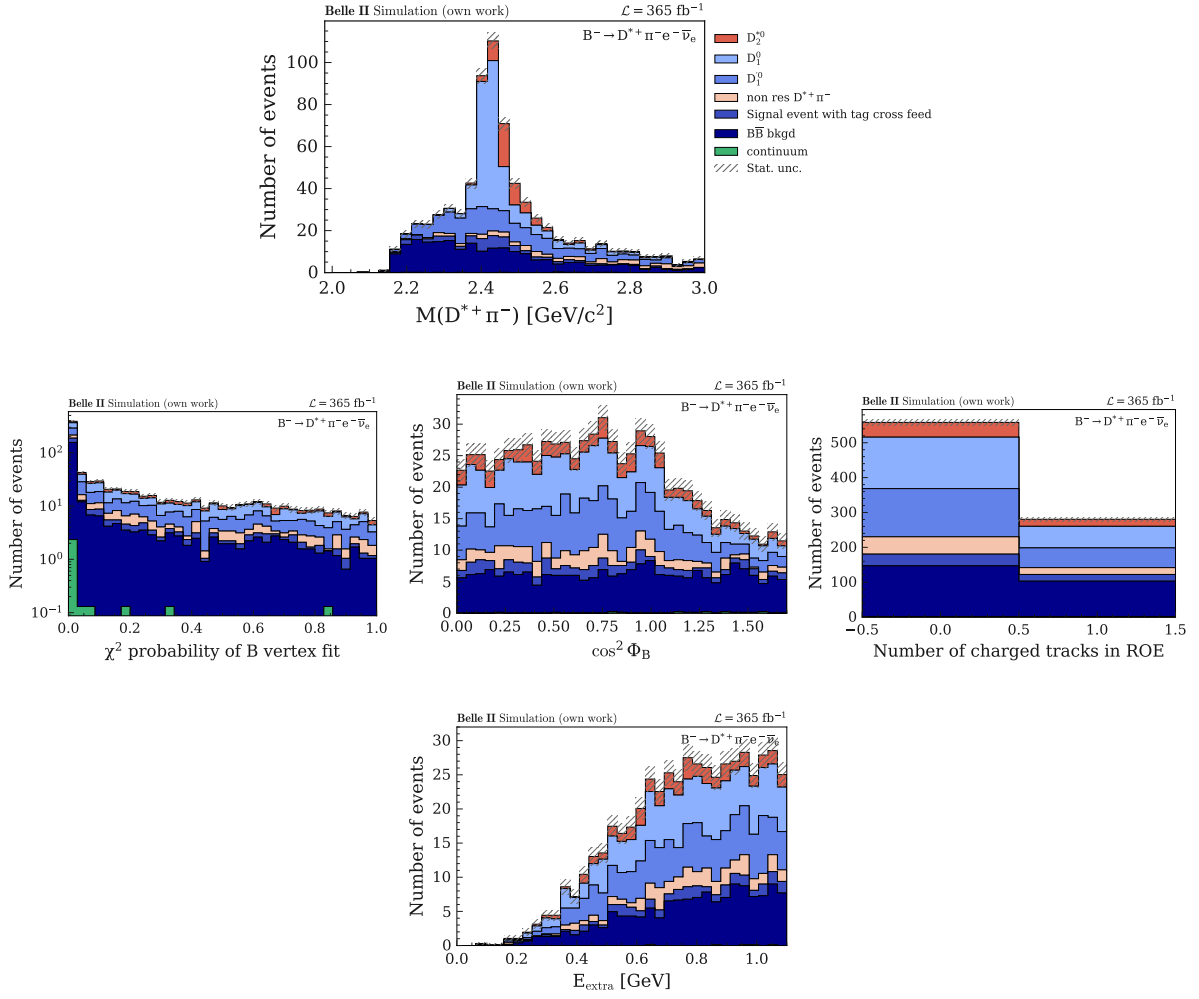 Belle II Simulation (own work) ℒ = 365 fb⁻¹
B⁻ → D*⁺π⁻e⁻ν̅ₑ
Number of events
120
100
80
60
40
20
0
2.0 2.2 2.4 2.6 2.8 3.0
M(D*⁺π⁻) [GeV/c²]
D₂*⁰
D₁⁰
D₁′⁰
non res D*⁺π⁻
Signal event with tag cross feed
BB̅ bkgd
continuum
Stat. unc.
Belle II Simulation (own work) ℒ = 365 fb⁻¹
B⁻ → D*⁺π⁻e⁻ν̅ₑ
Number of events
10²
10¹
10⁰
10⁻¹
0.0 0.2 0.4 0.6 0.8 1.0
χ² probability of B vertex fit
Belle II Simulation (own work) ℒ = 365 fb⁻¹
B⁻ → D*⁺π⁻e⁻ν̅ₑ
Number of events
30
25
20
15
10
5
0
0.00 0.25 0.50 0.75 1.00 1.25 1.50
cos² Φ_B
Belle II Simulation (own work) ℒ = 365 fb⁻¹
B⁻ → D*⁺π⁻e⁻ν̅ₑ
Number of events
500
400
300
200
100
0
−0.5 0.0 0.5 1.0 1.5
Number of charged tracks in ROE
Belle II Simulation (own work) ℒ = 365 fb⁻¹
B⁻ → D*⁺π⁻e⁻ν̅ₑ
Number of events
30
25
20
15
10
5
0
0.0 0.2 0.4 0.6 0.8 1.0
E_extra [GeV]